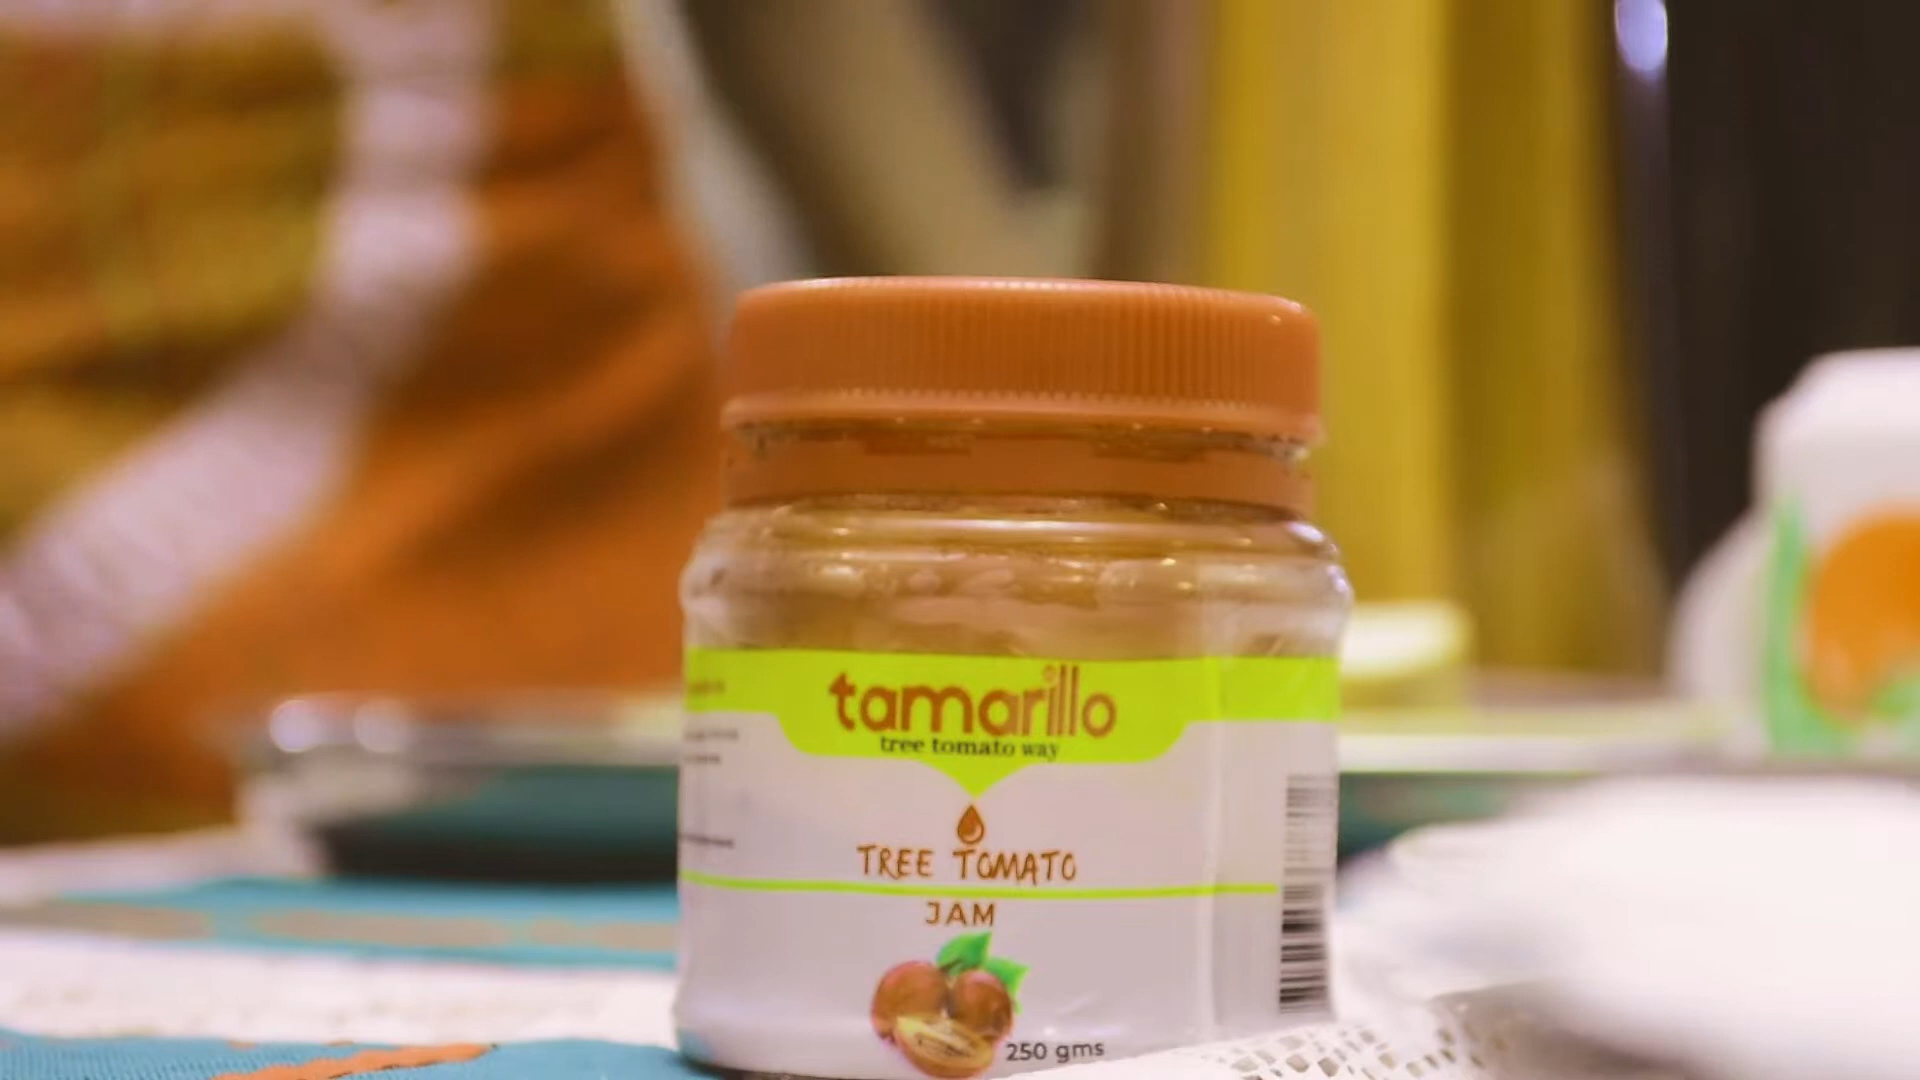 tamarillo
tree tomato way
TREE TOMATO
JAM
250 gms